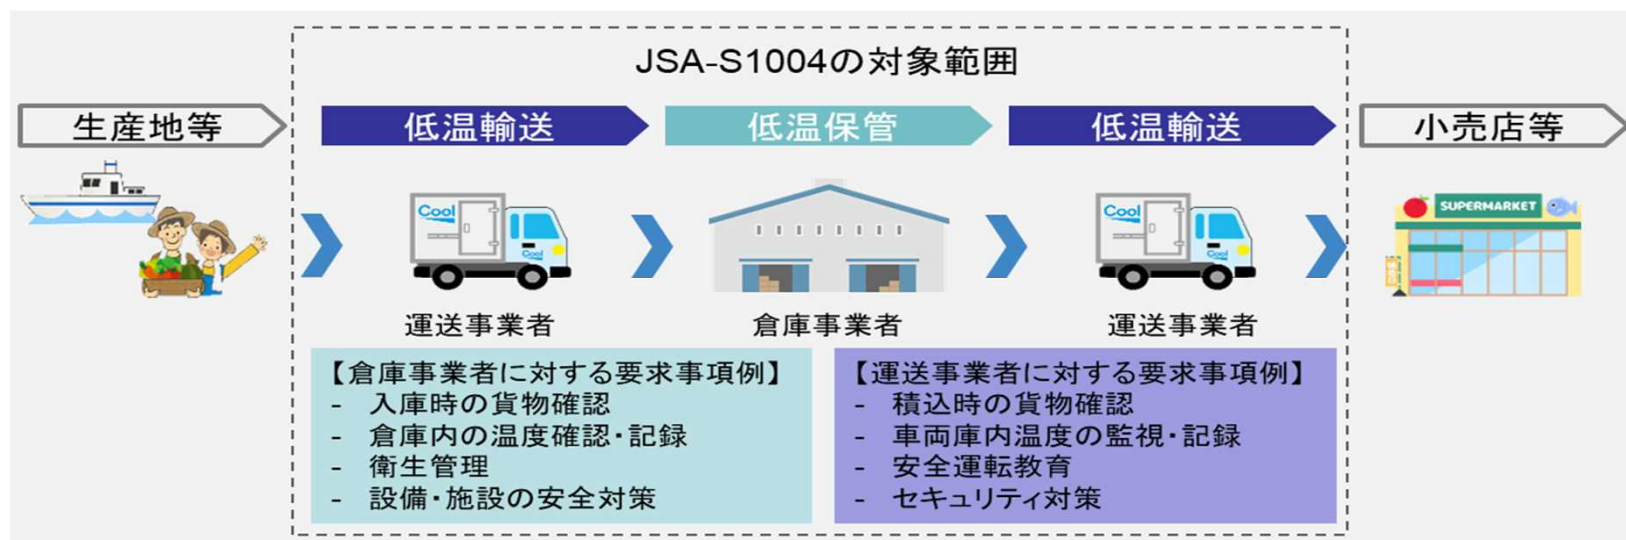 JSA-S1004の対象範囲
生産地等
低温輸送
低温保管
低温輸送
小売店等
Cool
Cool
Cool
Cool
SUPERMARKET
運送事業者
倉庫事業者
運送事業者
【倉庫事業者に対する要求事項例】
- 入庫時の貨物確認
- 倉庫内の温度確認・記録
- 衛生管理
- 設備・施設の安全対策
【運送事業者に対する要求事項例】
- 積込時の貨物確認
- 車両庫内温度の監視・記録
- 安全運転教育
- セキュリティ対策